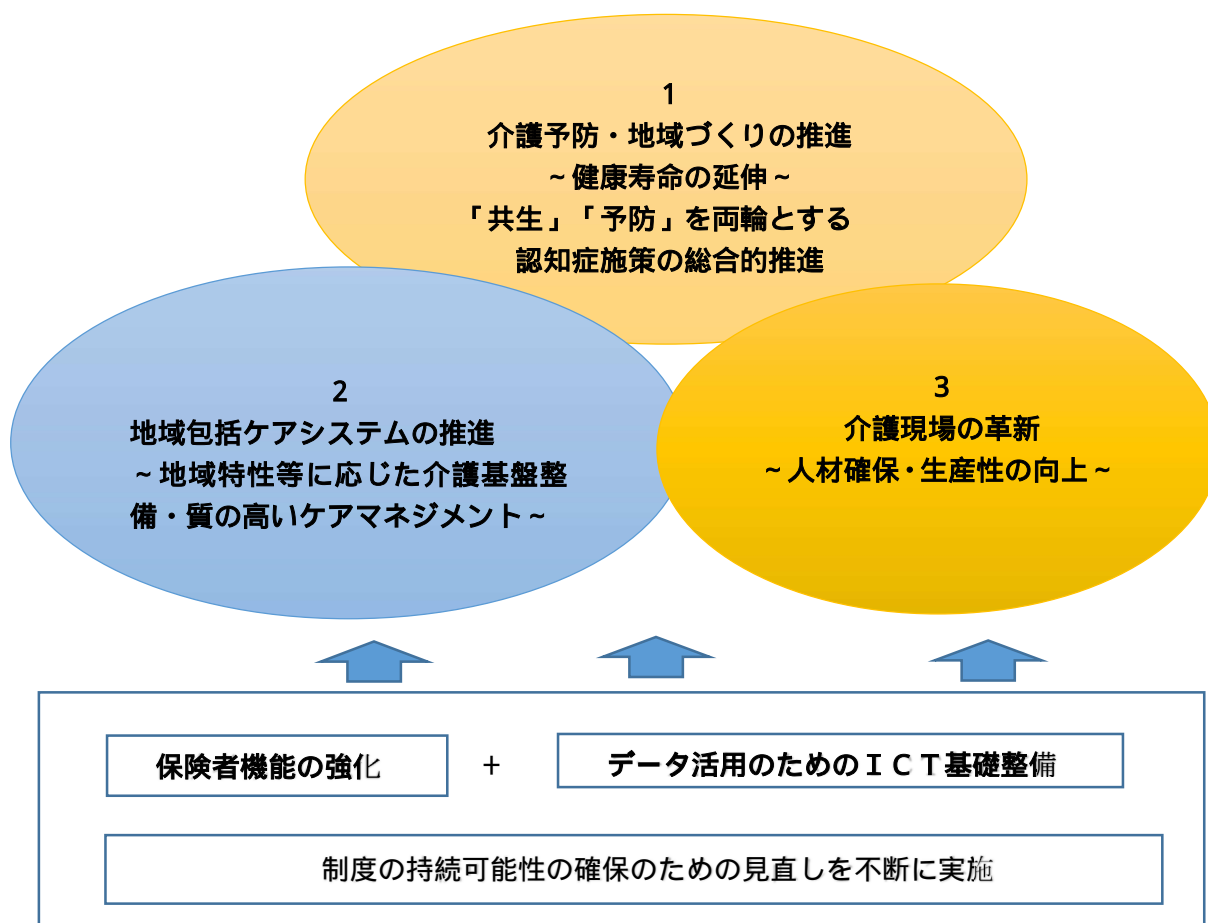 1
介護予防・地域づくりの推進
～健康寿命の延伸～
「共生」「予防」を両輪とする
認知症施策の総合的推進
2
地域包括ケアシステムの推進
～地域特性等に応じた介護基盤整
備・質の高いケアマネジメント～
3
介護現場の革新
～人材確保・生産性の向上～
保険者機能の強化
+
データ活用のためのＩＣＴ基礎整備
制度の持続可能性の確保のための見直しを不断に実施